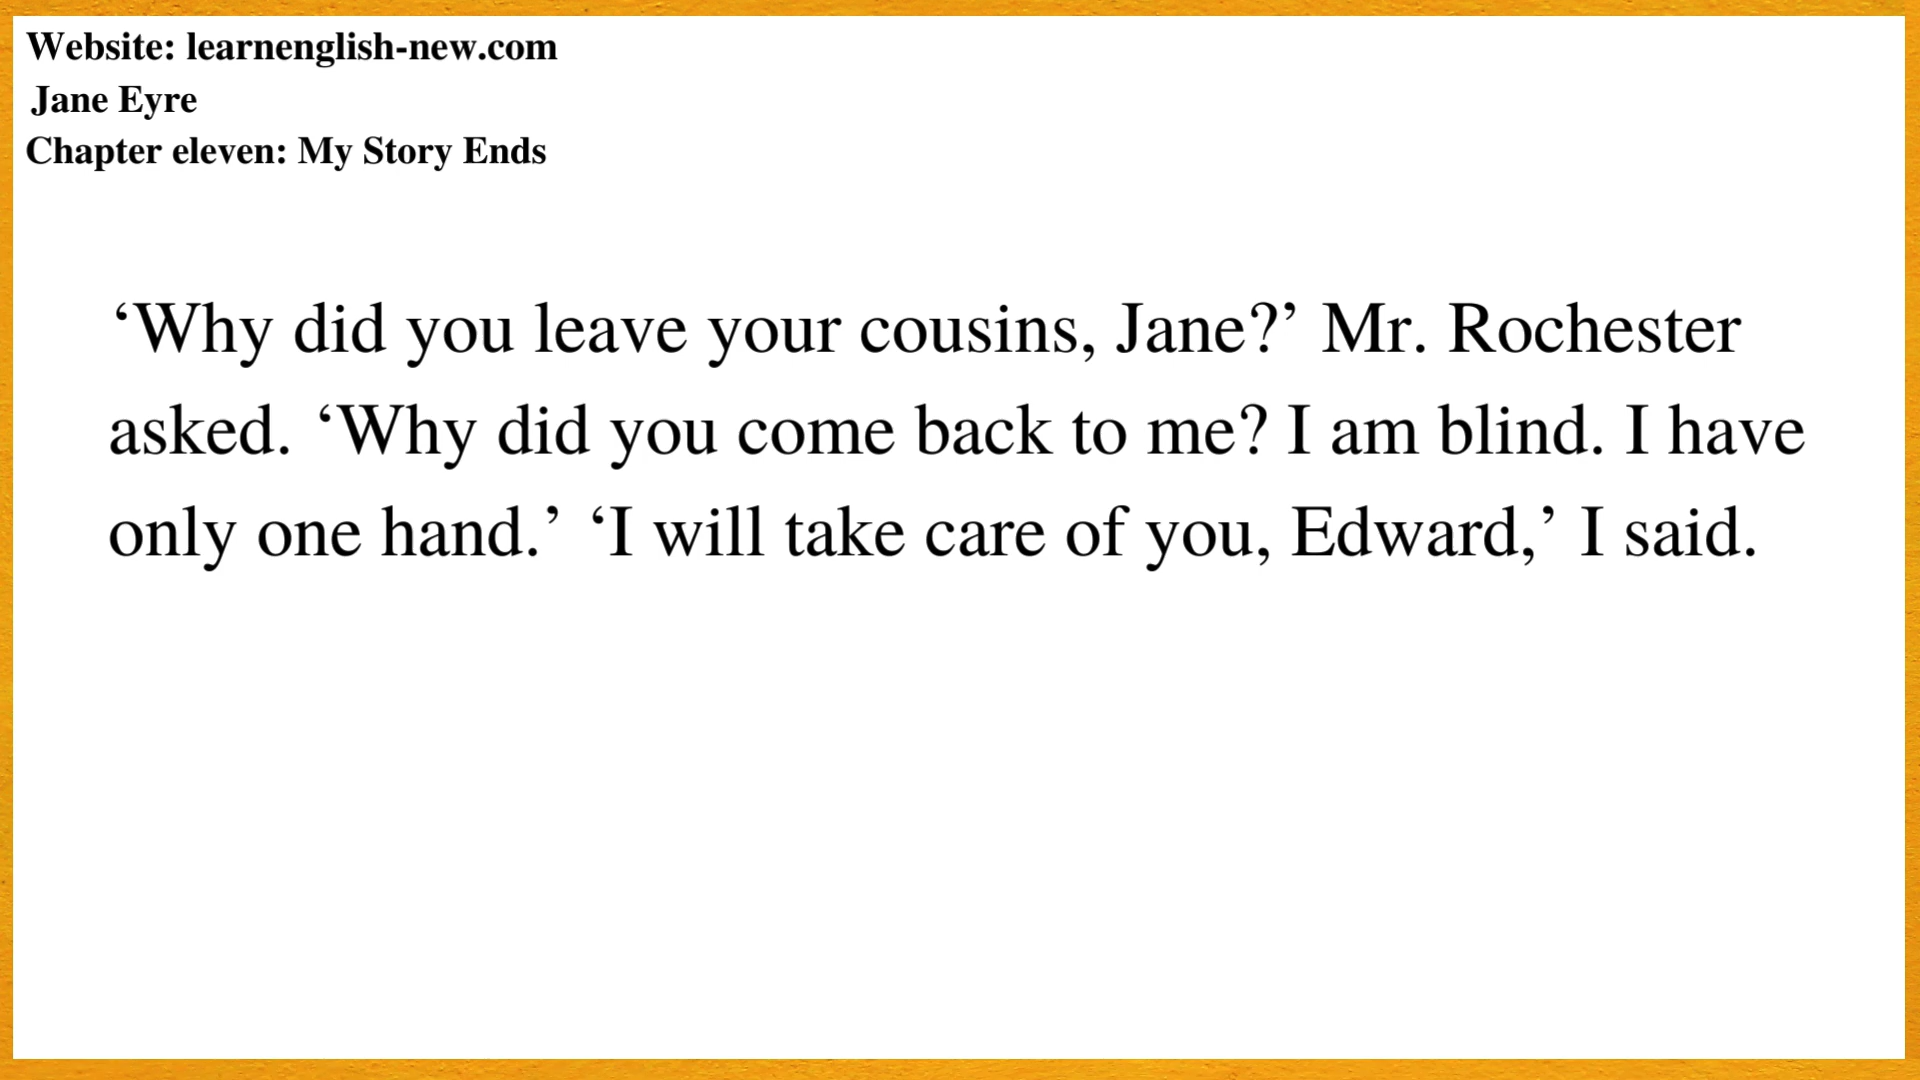 Website: learnenglish-new.com
Jane Eyre
Chapter eleven: My Story Ends
‘Why did you leave your cousins, Jane?’ Mr. Rochester
asked. ‘Why did you come back to me? I am blind. I have
only one hand.’ ‘I will take care of you, Edward,’ I said.